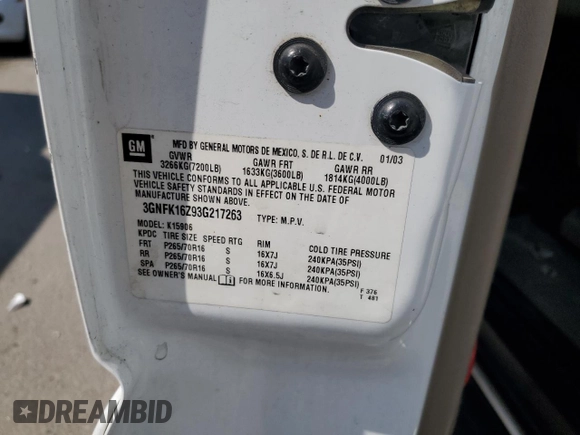 GM
MFD BY GENERAL MOTORS DE MEXICO, S. DE R.L. DE C.V. 01/03
GVWR GAWR FRT GAWR RR
3266KG(7200LB) 1633KG(3600LB) 1814KG(4000LB)
THIS VEHICLE CONFORMS TO ALL APPLICABLE U.S. FEDERAL MOTOR
VEHICLE SAFETY STANDARDS IN EFFECT ON THE DATE OF
MANUFACTURE SHOWN ABOVE.
3GNFK16Z93G217263 TYPE: M.P.V.
MODEL: K15906
KPDC TIRE SIZE SPEED RTG RIM COLD TIRE PRESSURE
FRT P265/70R16 S 16X7J 240KPA(35PSI)
RR P265/70R16 S 16X7J 240KPA(35PSI)
SPA P265/70R16 S 16X6.5J 240KPA(35PSI)
SEE OWNER'S MANUAL FOR MORE INFORMATION. F 376
T 481
DREAMBID